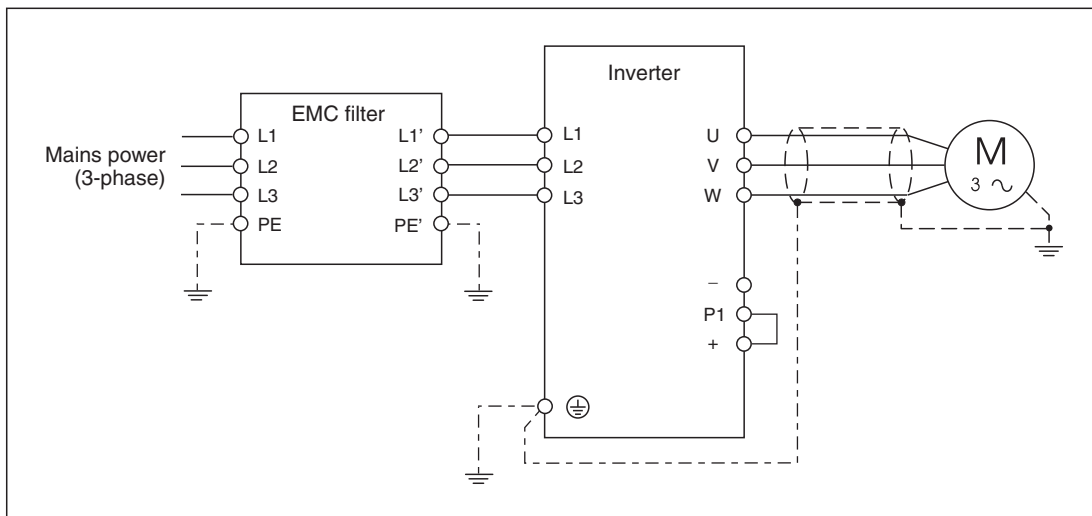 Mains power
(3-phase)
EMC filter
L1
L2
L3
PE
L1'
L2'
L3'
PE'
Inverter
L1
L2
L3
U
V
W
–
P1
+
M
3 ~